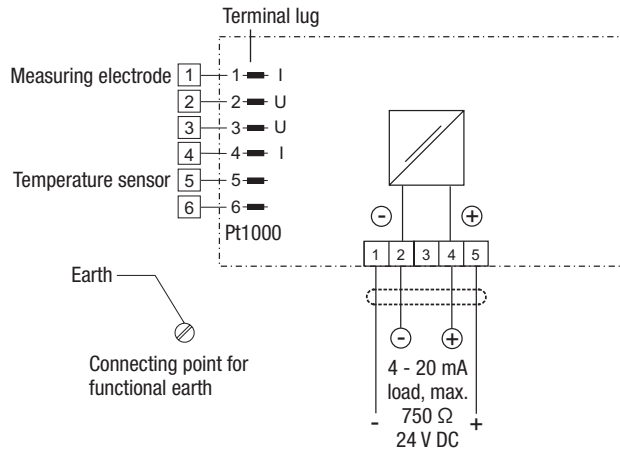 Terminal lug
Measuring electrode 1 1 I
2 2 U
3 3 U
4 4 I
Temperature sensor 5 5
6 6
Pt1000
- +
1 2 3 4 5
Earth
Connecting point for
functional earth
- +
4 - 20 mA
load, max.
750 Ω
- +
24 V DC